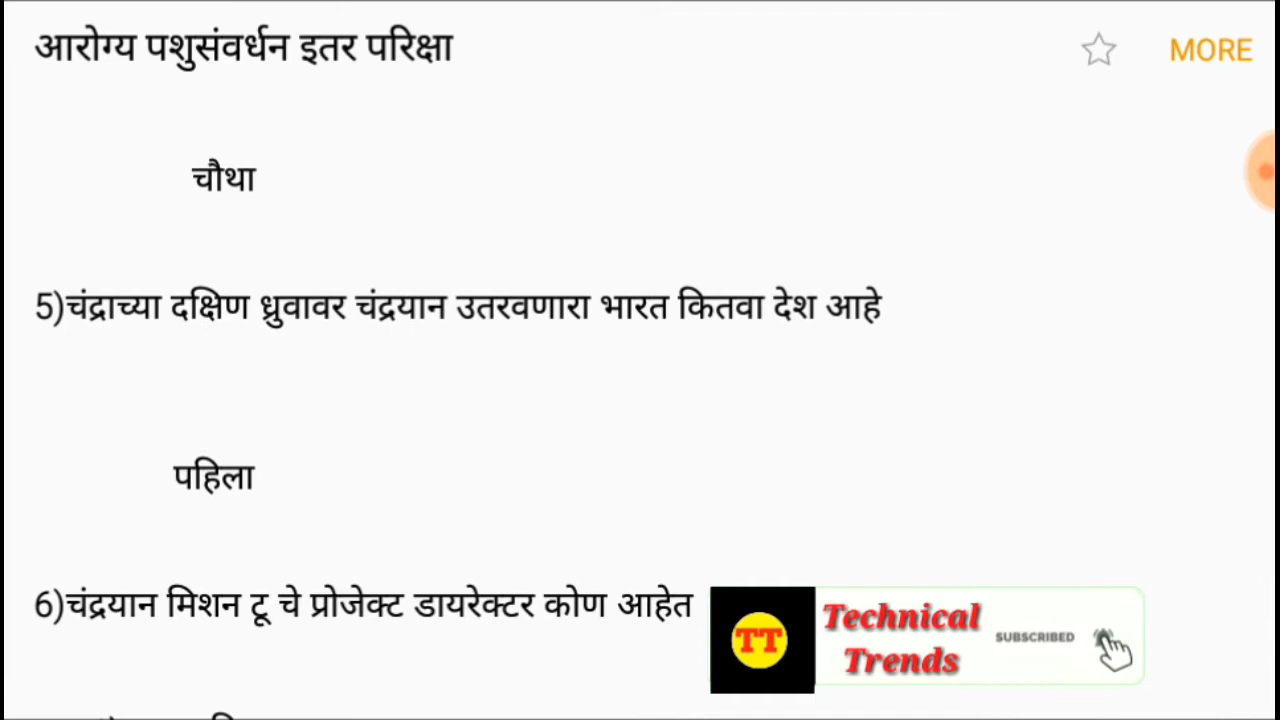 आरोग्य पशुसंवर्धन इतर परिक्षा
MORE
चौथा
5)चंद्राच्या दक्षिण ध्रुवावर चंद्रयान उतरवणारा भारत कितवा देश आहे
पहिला
6)चंद्रयान मिशन टू चे प्रोजेक्ट डायरेक्टर कोण आहेत
TT
Technical
Trends
SUBSCRIBED